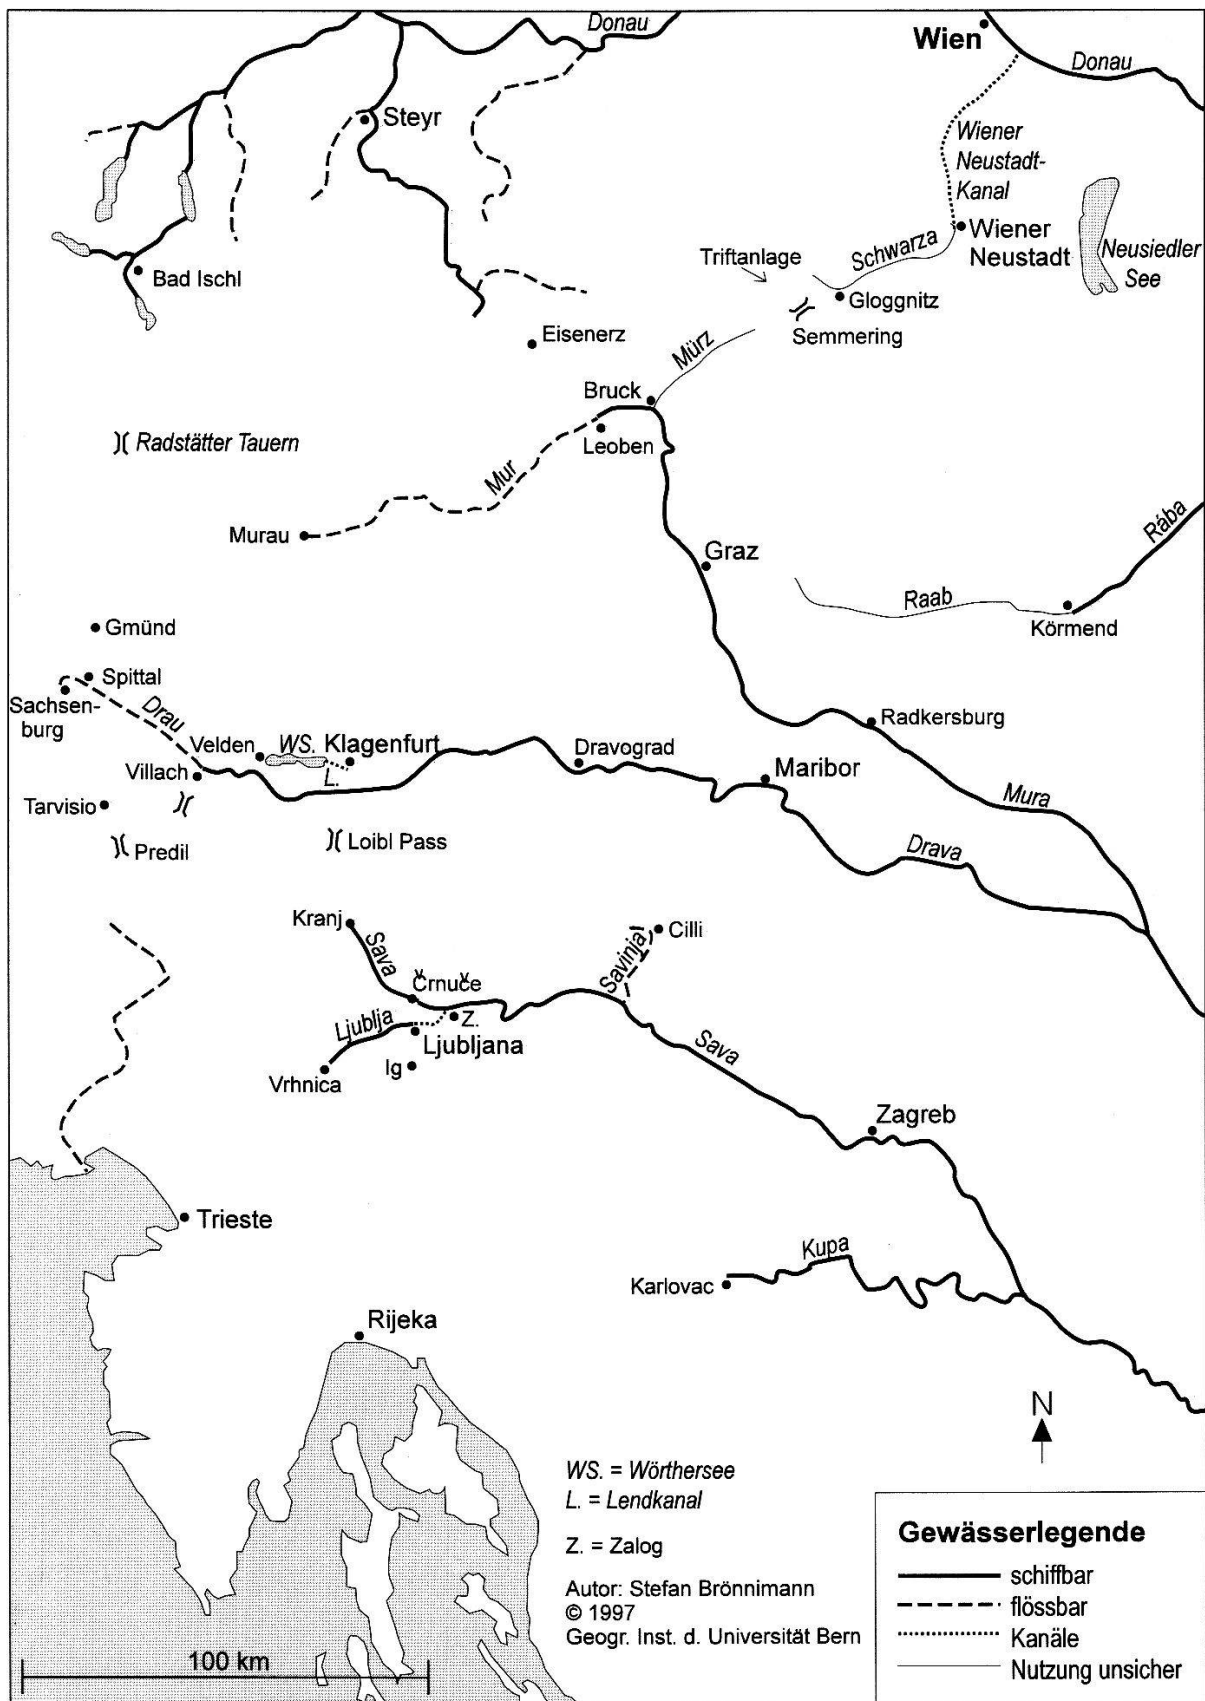 Donau
Wien
Donau
Steyr
Wiener
Neustadt-
Kanal
Wiener
Neustadt
Schwarza
Neusiedler
See
Triftanlage
Bad Ischl
Gloggnitz
Semmering
Eisenerz
Mürz
Bruck
Radstätter Tauern
Leoben
Mur
Murau
Graz
Rába
Raab
Körmend
Gmünd
Spittal
Sachsen-
burg
Drau
Velden
WS.
Klagenfurt
L.
Villach
Dravograd
Radkersburg
Maribor
Tarvisio
Mura
Predil
Loibl Pass
Drava
Kranj
Sava
Savinja
Cilli
Črnuče
Ljublja
Z.
Ljubljana
Vrhnica
Ig
Sava
Zagreb
Trieste
Kupa
Karlovac
Rijeka
N
WS. = Wörthersee
L. = Lendkanal
Z. = Zalog
Autor: Stefan Brönnimann
© 1997
Geogr. Inst. d. Universität Bern
100 km
Gewässerlegende
schiffbar
flössbar
Kanäle
Nutzung unsicher